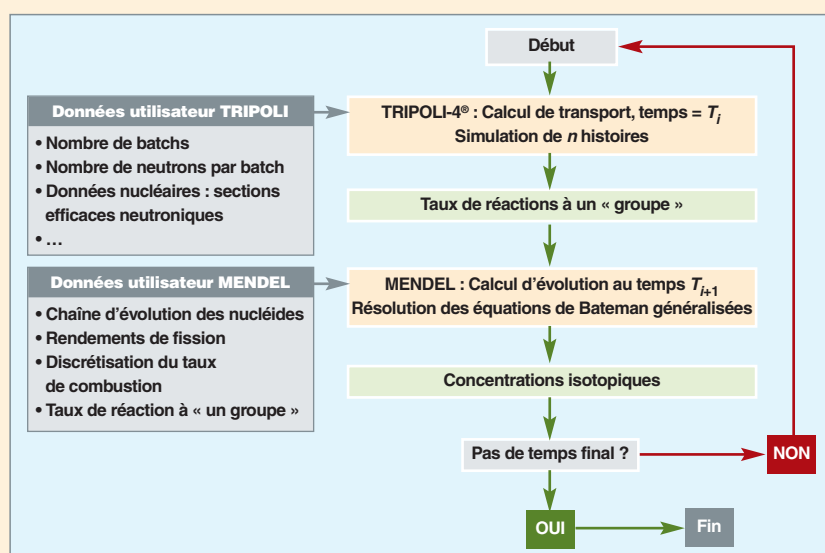 Début
Données utilisateur TRIPOLI
• Nombre de batchs
• Nombre de neutrons par batch
• Données nucléaires : sections
efficaces neutroniques
• …
TRIPOLI-4® : Calcul de transport, temps = Ti
Simulation de n histoires
Taux de réactions à un « groupe »
Données utilisateur MENDEL
• Chaîne d’évolution des nucléides
• Rendements de fission
• Discrétisation du taux
de combustion
• Taux de réaction à « un groupe »
MENDEL : Calcul d’évolution au temps Ti+1
Résolution des équations de Bateman généralisées
Concentrations isotopiques
Pas de temps final ?
NON
OUI
Fin